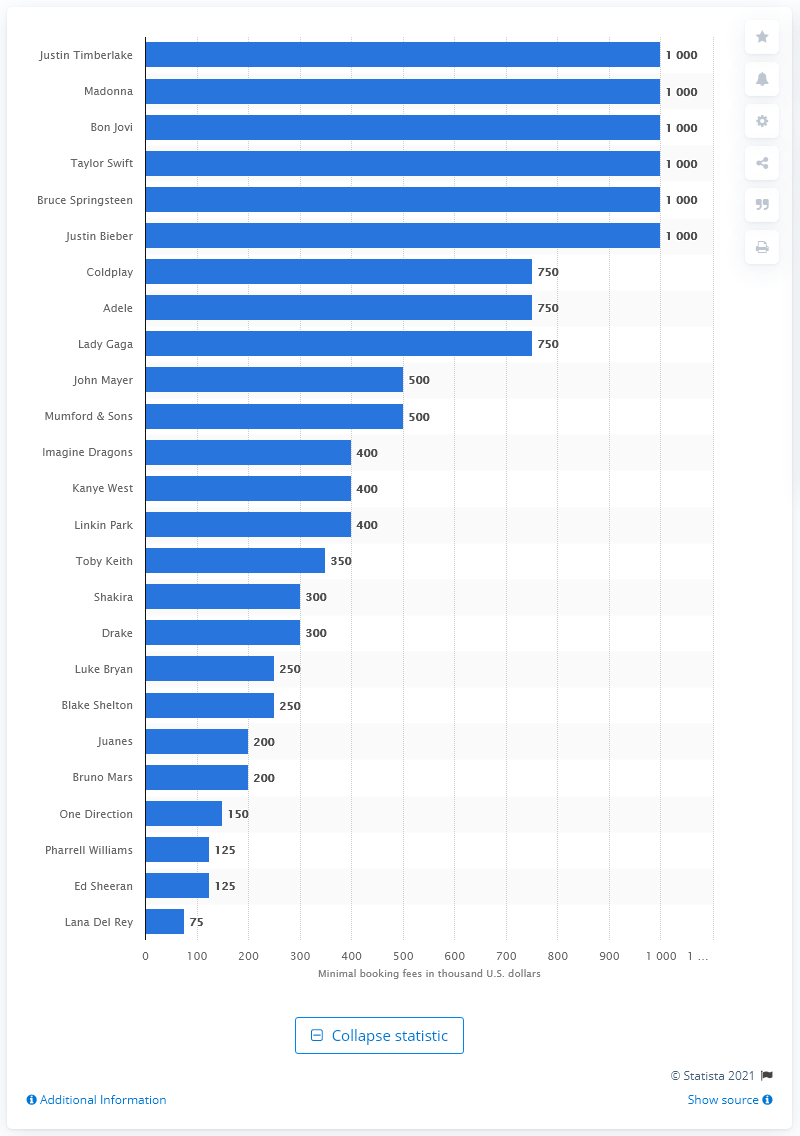 Justin Timberlake 1 000
Madonna 1 000
Bon Jovi 1 000
Taylor Swift 1 000
Bruce Springsteen 1 000
Justin Bieber 1 000
Coldplay 750
Adele 750
Lady Gaga 750
John Mayer 500
Mumford & Sons 500
Imagine Dragons 400
Kanye West 400
Linkin Park 400
Toby Keith 350
Shakira 300
Drake 300
Luke Bryan 250
Blake Shelton 250
Juanes 200
Bruno Mars 200
One Direction 150
Pharrell Williams 125
Ed Sheeran 125
Lana Del Rey 75
0 100 200 300 400 500 600 700 800 900 1 000 1 ...
Minimal booking fees in thousand U.S. dollars
Collapse statistic
© Statista 2021
Additional Information Show source